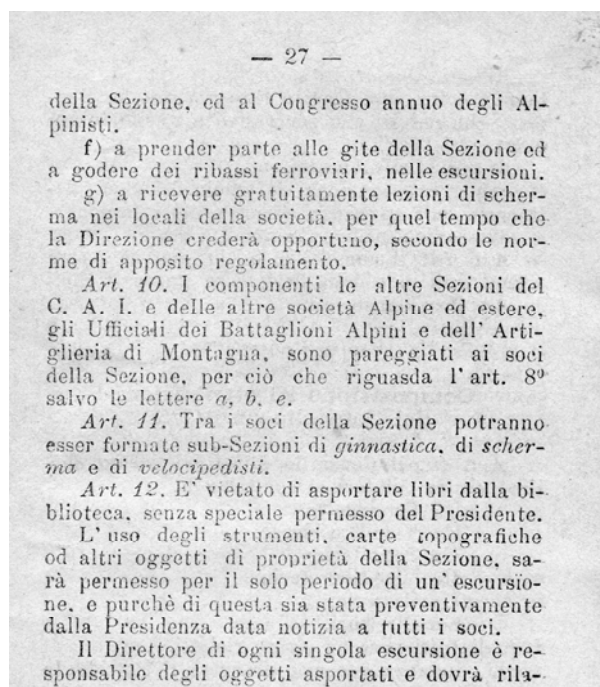 — 27 —
della Sezione, ed al Congresso annuo degli Al-
pinisti.
f) a prender parte alle gite della Sezione ed
a godere dei ribassi ferroviari, nelle escursioni.
g) a ricevere gratuitamente lezioni di scher-
ma nei locali della società, per quel tempo che
la Direzione crederà opportuno, secondo le nor-
me di apposito regolamento.
Art. 10. I componenti le altre Sezioni del
C. A. I. e delle altre società Alpine ed estere,
gli Ufficiali dei Battaglioni Alpini e dell' Arti-
glieria di Montagna, sono pareggiati ai soci
della Sezione, per ciò che riguasda l' art. 8º
salvo le lettere a, b, e.
Art. 11. Tra i soci della Sezione potranno
esser formate sub-Sezioni di ginnastica, di scher-
ma e di velocipedisti.
Art. 12. E' vietato di asportare libri dalla bi-
blioteca, senza speciale permesso del Presidente.
L' uso degli strumenti, carte topografiche
od altri oggetti di proprietà della Sezione, sa-
rà permesso per il solo periodo di un' escursio-
ne, e purchè di questa sia stata preventivamente
dalla Presidenza data notizia a tutti i soci.
Il Direttore di ogni singola escursione è re-
sponsabile degli oggetti asportati e dovrà rila-